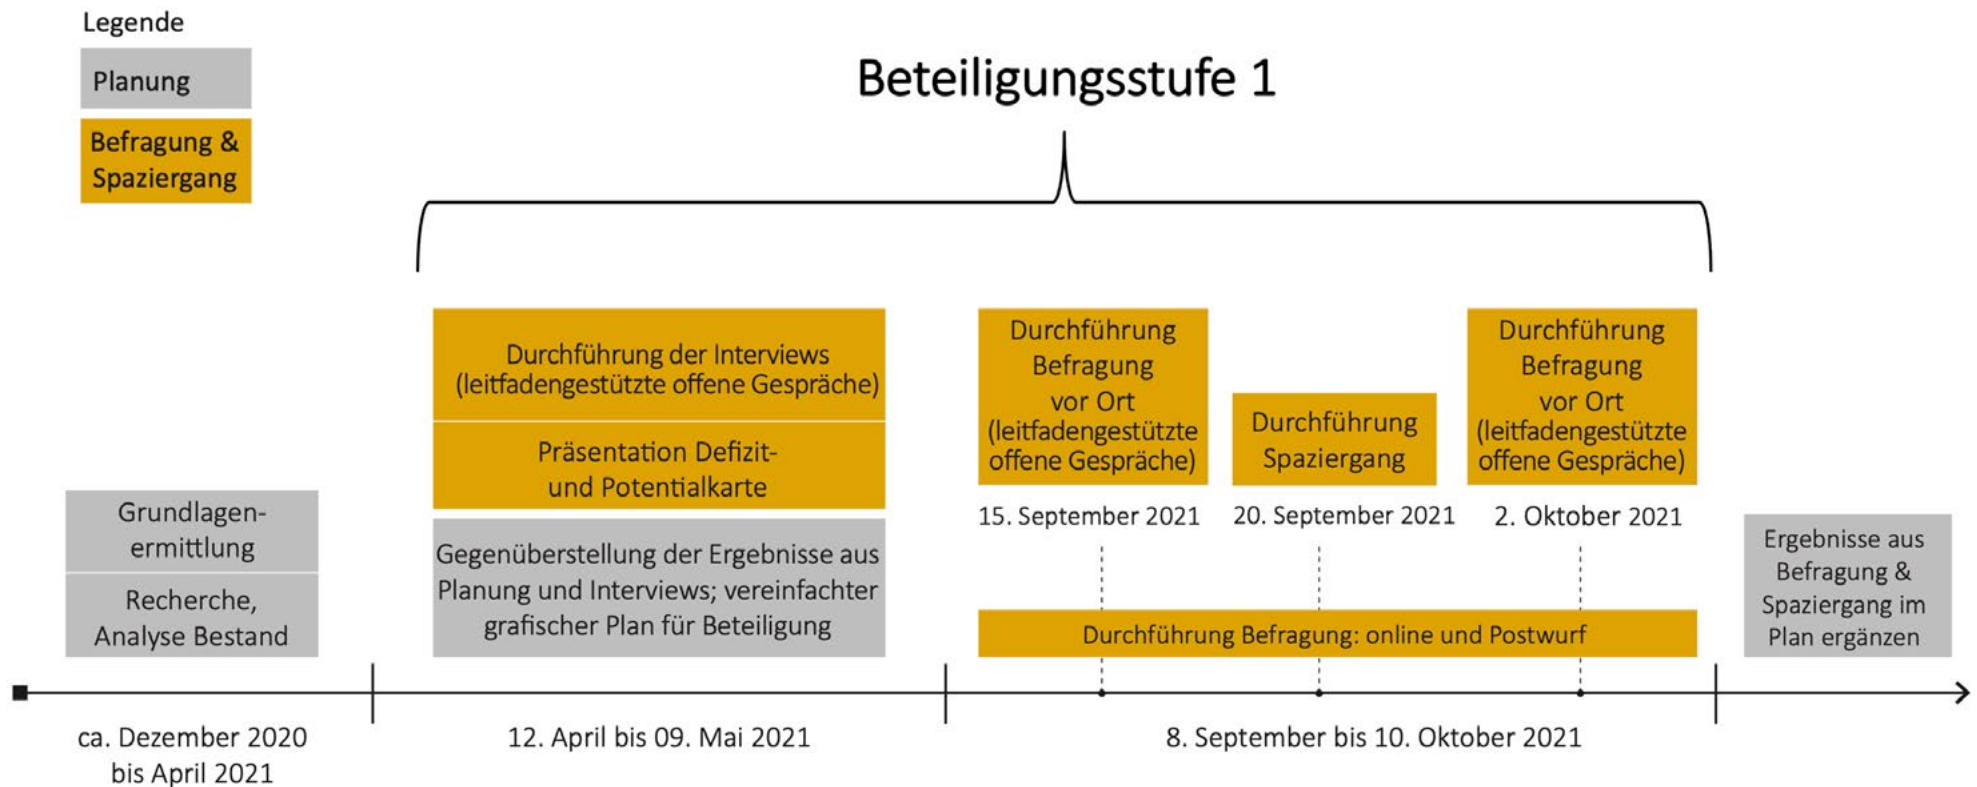 Legende
Planung
Befragung &
Spaziergang
Beteiligungsstufe 1
Grundlagen-
ermittlung
Recherche,
Analyse Bestand
Durchführung der Interviews
(leitfadengestützte offene Gespräche)
Präsentation Defizit-
und Potentialkarte
Gegenüberstellung der Ergebnisse aus
Planung und Interviews; vereinfachter
grafischer Plan für Beteiligung
Durchführung
Befragung
vor Ort
(leitfadengestützte
offene Gespräche)
15. September 2021
Durchführung
Spaziergang
20. September 2021
Durchführung
Befragung
vor Ort
(leitfadengestützte
offene Gespräche)
2. Oktober 2021
Durchführung Befragung: online und Postwurf
Ergebnisse aus
Befragung &
Spaziergang im
Plan ergänzen
ca. Dezember 2020
bis April 2021
12. April bis 09. Mai 2021
8. September bis 10. Oktober 2021